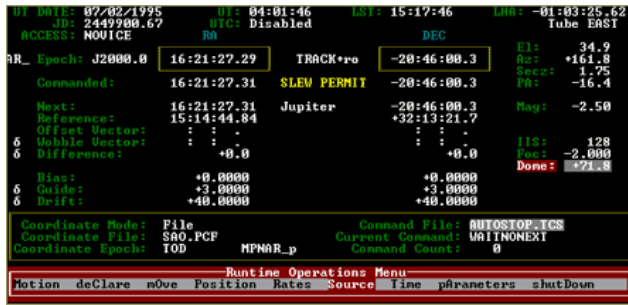 UT DATE: 07/02/1995 UT: 04:01:46 LST: 15:17:46 LHA: -01:03:25.62
JD: 2449900.67 UTC: Disabled Tube EAST
ACCESS: NOVICE RA DEC
El: 34.9
AR_ Epoch: J2000.0 16:21:27.29 TRACK+ro -20:46:00.3 Az: +161.8
Secz: 1.75
Commanded: 16:21:27.31 SLEW PERMIT -20:46:00.3 PA: -16.4
Next: 16:21:27.31 Jupiter -20:46:00.3 Mag: -2.50
Reference: 15:14:44.84 +32:13:21.7
Offset Vector: : : . : : .
δ Wobble Vector: : : . : : . IIS: 128
δ Difference: +0.0 +0.0 Foc: -2.000
Dome: +71.8
Bias: +0.0000 +0.0000
δ Guide: +3.0000 +3.0000
δ Drift: +40.0000 +40.0000
Coordinate Mode: File Command File: AUTOSTOP.TCS
Coordinate File: SAO.PCF Current Command: WAITNONEXT
Coordinate Epoch: TOD MPNAR_p Command Count: 0
Runtime Operations Menu
Motion deClare mOve Position Rates Source Time pArameters shutDown